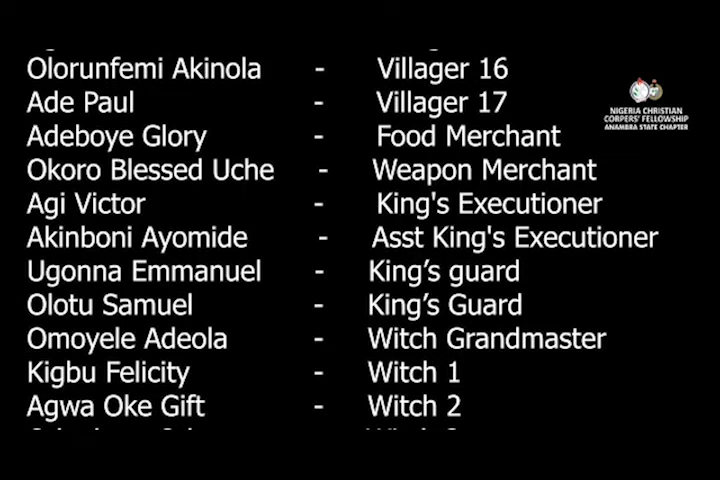 Olorunfemi Akinola - Villager 16
Ade Paul - Villager 17
Adeboye Glory - Food Merchant
Okoro Blessed Uche - Weapon Merchant
Agi Victor - King's Executioner
Akinboni Ayomide - Asst King's Executioner
Ugonna Emmanuel - King’s guard
Olotu Samuel - King’s Guard
Omoyele Adeola - Witch Grandmaster
Kigbu Felicity - Witch 1
Agwa Oke Gift - Witch 2
NIGERIA CHRISTIAN
CORPERS' FELLOWSHIP
ANAMBRA STATE CHAPTER